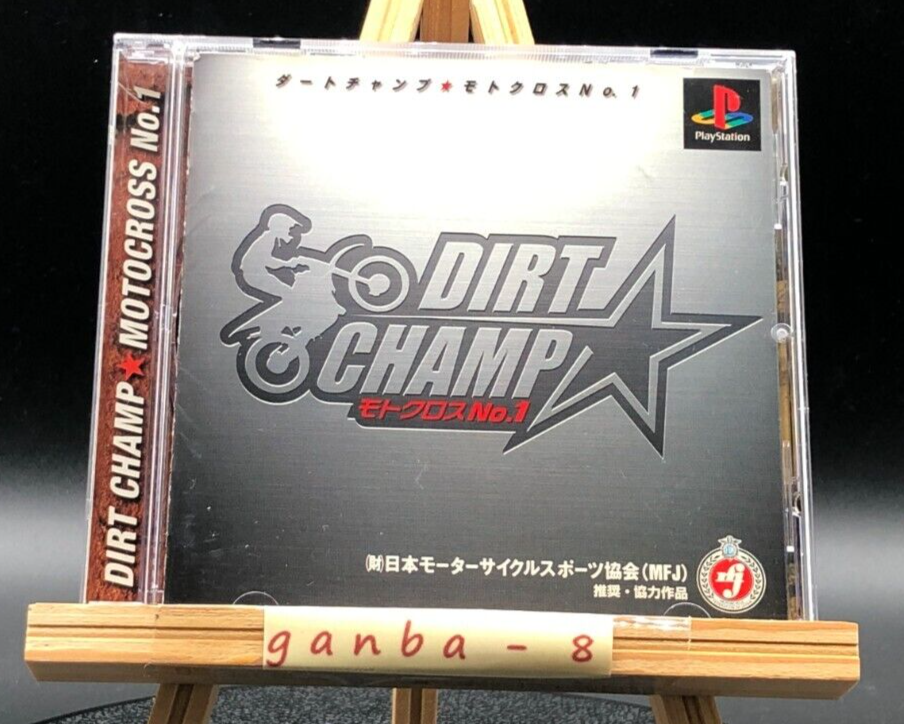 DIRT CHAMP★MOTOCROSS No.1
ダートチャンプ★モトクロスNo.1
PlayStation
DIRT
CHAMP
モトクロスNo.1
(財)日本モーターサイクルスポーツ協会(MFJ)
推奨・協力作品
mfj
ganba - 8